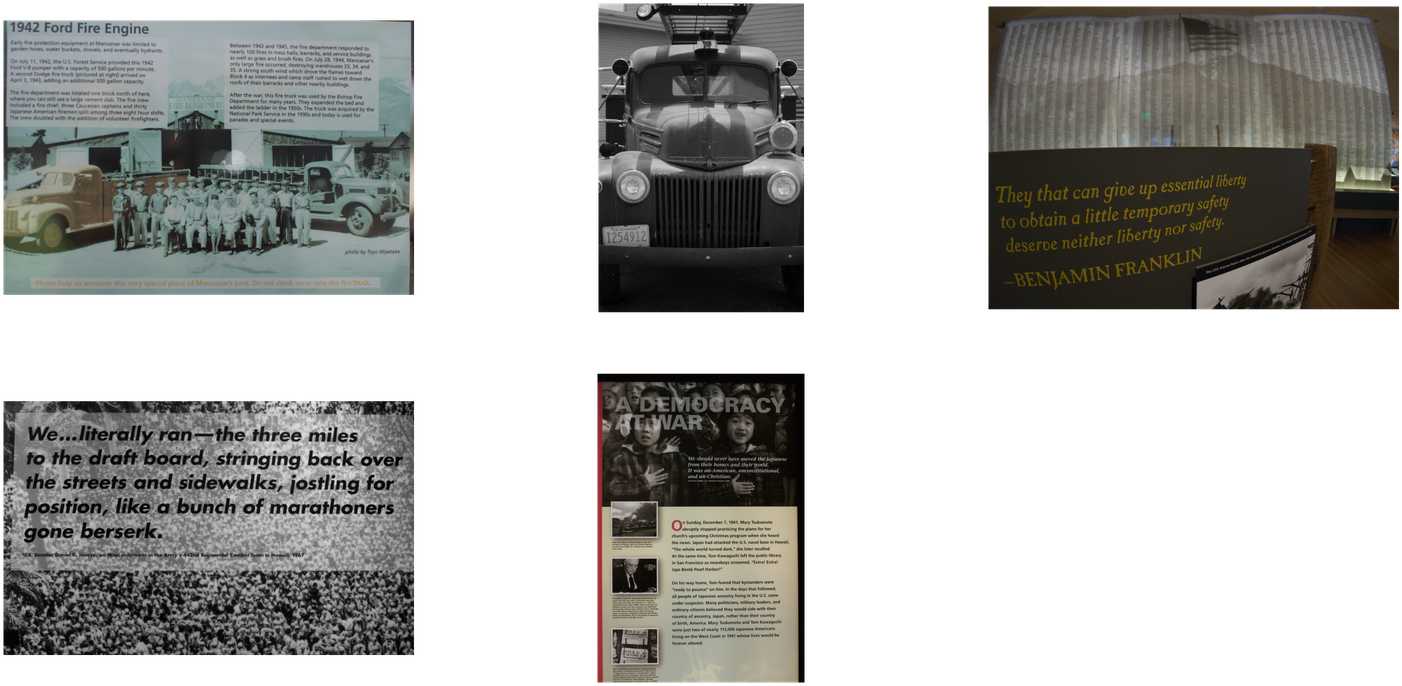 1942 Ford Fire Engine
Early fire protection equipment at Manzanar was limited to
garden hoses, water buckets, shovels, and eventually hydrants.
On July 11, 1942, the U.S. Forest Service provided this 1942
Ford V-8 pumper with a capacity of 500 gallons per minute.
A second Dodge fire truck (pictured at right) arrived on
April 3, 1943, adding an additional 500 gallon capacity.
The fire department was located one block north of here,
where you can still see a large cement slab. The fire crew
included a fire chief, three Caucasian captains and thirty
Japanese American firemen split among three eight hour shifts.
The crew doubled with the addition of volunteer firefighters.
Between 1942 and 1945, the fire department responded to
nearly 100 fires in mess halls, barracks, and service buildings
as well as grass and brush fires. On July 28, 1944, Manzanar's
only large fire occurred, destroying warehouses 33, 34, and
35. A strong south wind which drove the flames toward
Block 4 as internees and camp staff rushed to wet down the
roofs of their barracks and other nearby buildings.
After the war, this fire truck was used by the Bishop Fire
Department for many years. They expanded the bed and
added the ladder in the 1950s. The truck was acquired by the
National Park Service in the 1990s and today is used for
parades and special events.
FIRE DEPARTMENT
photo by Toyo Miyatake
Please help us preserve this very special piece of Manzanar's past. Do not climb on or into the fire truck.
1254912
They that can give up essential liberty
to obtain a little temporary safety
deserve neither liberty nor safety.
–BENJAMIN FRANKLIN
We...literally ran—the three miles
to the draft board, stringing back over
the streets and sidewalks, jostling for
position, like a bunch of marathoners
gone berserk.
U.S. Senator Daniel K. Inouye, on Nisei enlistment in the Army's 442nd Regimental Combat Team in Hawaii, 1967
A DEMOCRACY
AT WAR
We should never have moved the Japanese
from their homes and their world.
It was un-American, unconstitutional,
and un-Christian.
On Sunday, December 7, 1941, Mary Tsukamoto
abruptly stopped practicing the piano for her
church's upcoming Christmas program when she heard
the news. Japan had attacked the U.S. naval base in Hawaii.
"The whole world turned dark," she later recalled.
At the same time, Tom Kawaguchi left the public library
in San Francisco as newsboys screamed, "Extra! Extra!
Japs Bomb Pearl Harbor!"
On his way home, Tom feared that bystanders were
"ready to pounce" on him. In the days that followed,
all people of Japanese ancestry living in the U.S. came
under suspicion. Many politicians, military leaders, and
ordinary citizens believed they would side with their
country of ancestry, Japan, rather than their country
of birth, America. Mary Tsukamoto and Tom Kawaguchi
were just two of nearly 113,000 Japanese Americans
living on the West Coast in 1941 whose lives would be
forever altered.